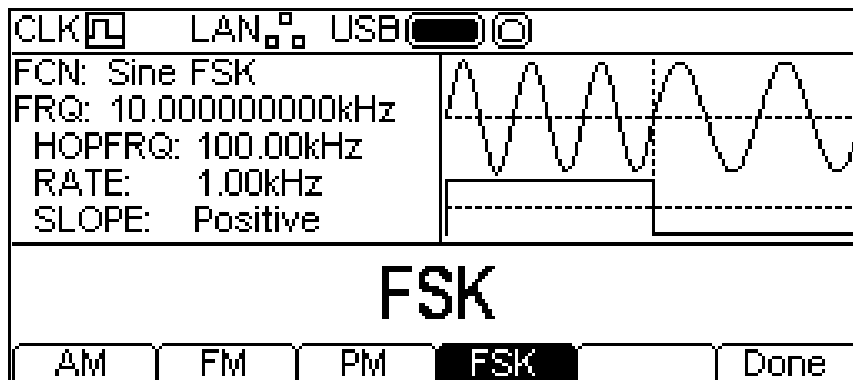 CLK LAN USB
FCN: Sine FSK
FRQ: 10.000000000kHz
HOPFRQ: 100.00kHz
RATE: 1.00kHz
SLOPE: Positive
FSK
AM FM PM FSK Done